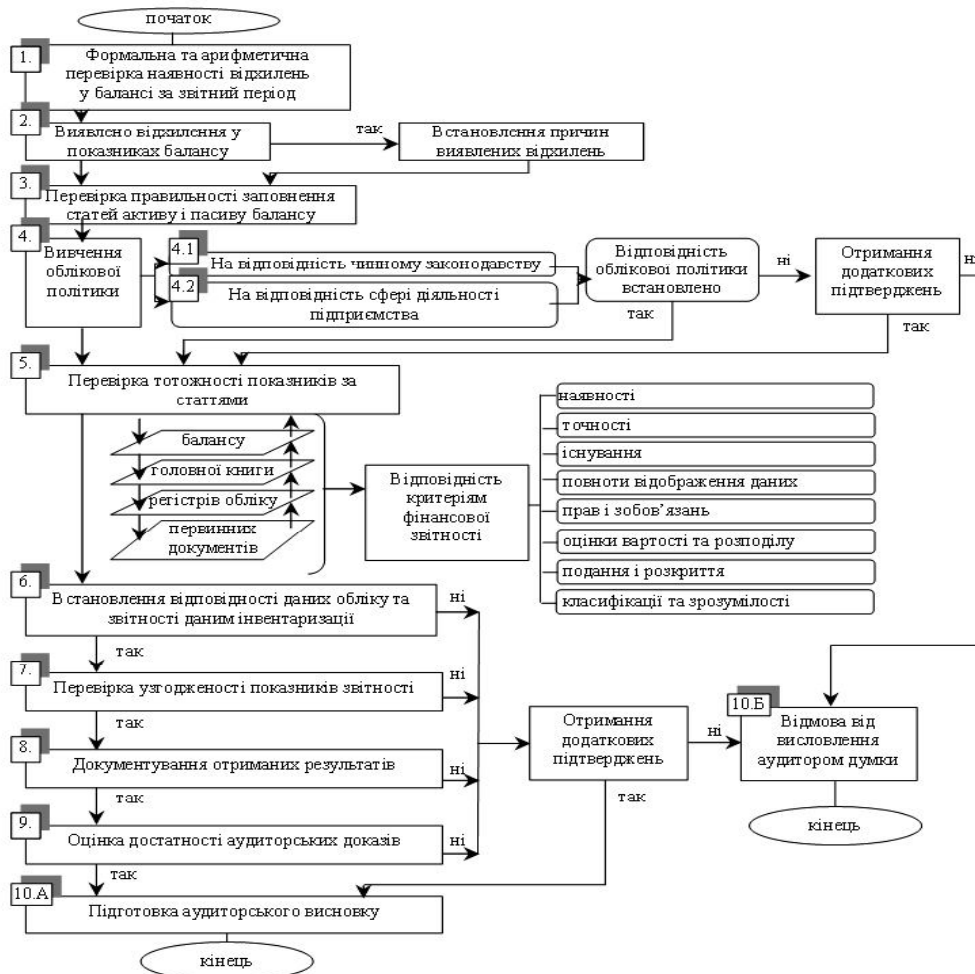 початок
1.
Формальна та арифметична
перевірка наявності відхилень
у балансі за звітний період
2.
Виявлено відхилення у
показниках балансу
так
Встановлення причин
виявлених відхилень
3.
Перевірка правильності заповнення
статей активу і пасиву балансу
4.
Вивчення
облікової
політики
4.1
На відповідність чинному законодавству
4.2
На відповідність сфері діяльності
підприємства
Відповідність
облікової політики
встановлено
ні
так
Отримання
додаткових
підтверджень
ні
так
5.
Перевірка тотожності показників за
статтями
балансу
головної книги
регістрів обліку
первинних
документів
Відповідність
критеріям
фінансової
звітності
наявності
точності
існування
повноти відображення даних
прав і зобов’язань
оцінки вартості та розподілу
подання і розкриття
класифікації та зрозумілості
6.
Встановлення відповідності даних обліку та
звітності даним інвентаризації
ні
так
7.
Перевірка узгодженості показників звітності
ні
так
8.
Документування отриманих результатів
ні
так
9.
Оцінка достатності аудиторських доказів
ні
так
Отримання
додаткових
підтверджень
ні
так
10.Б
Відмова від
висловлення
аудитором думки
кінець
10.А
Підготовка аудиторського висновку
кінець